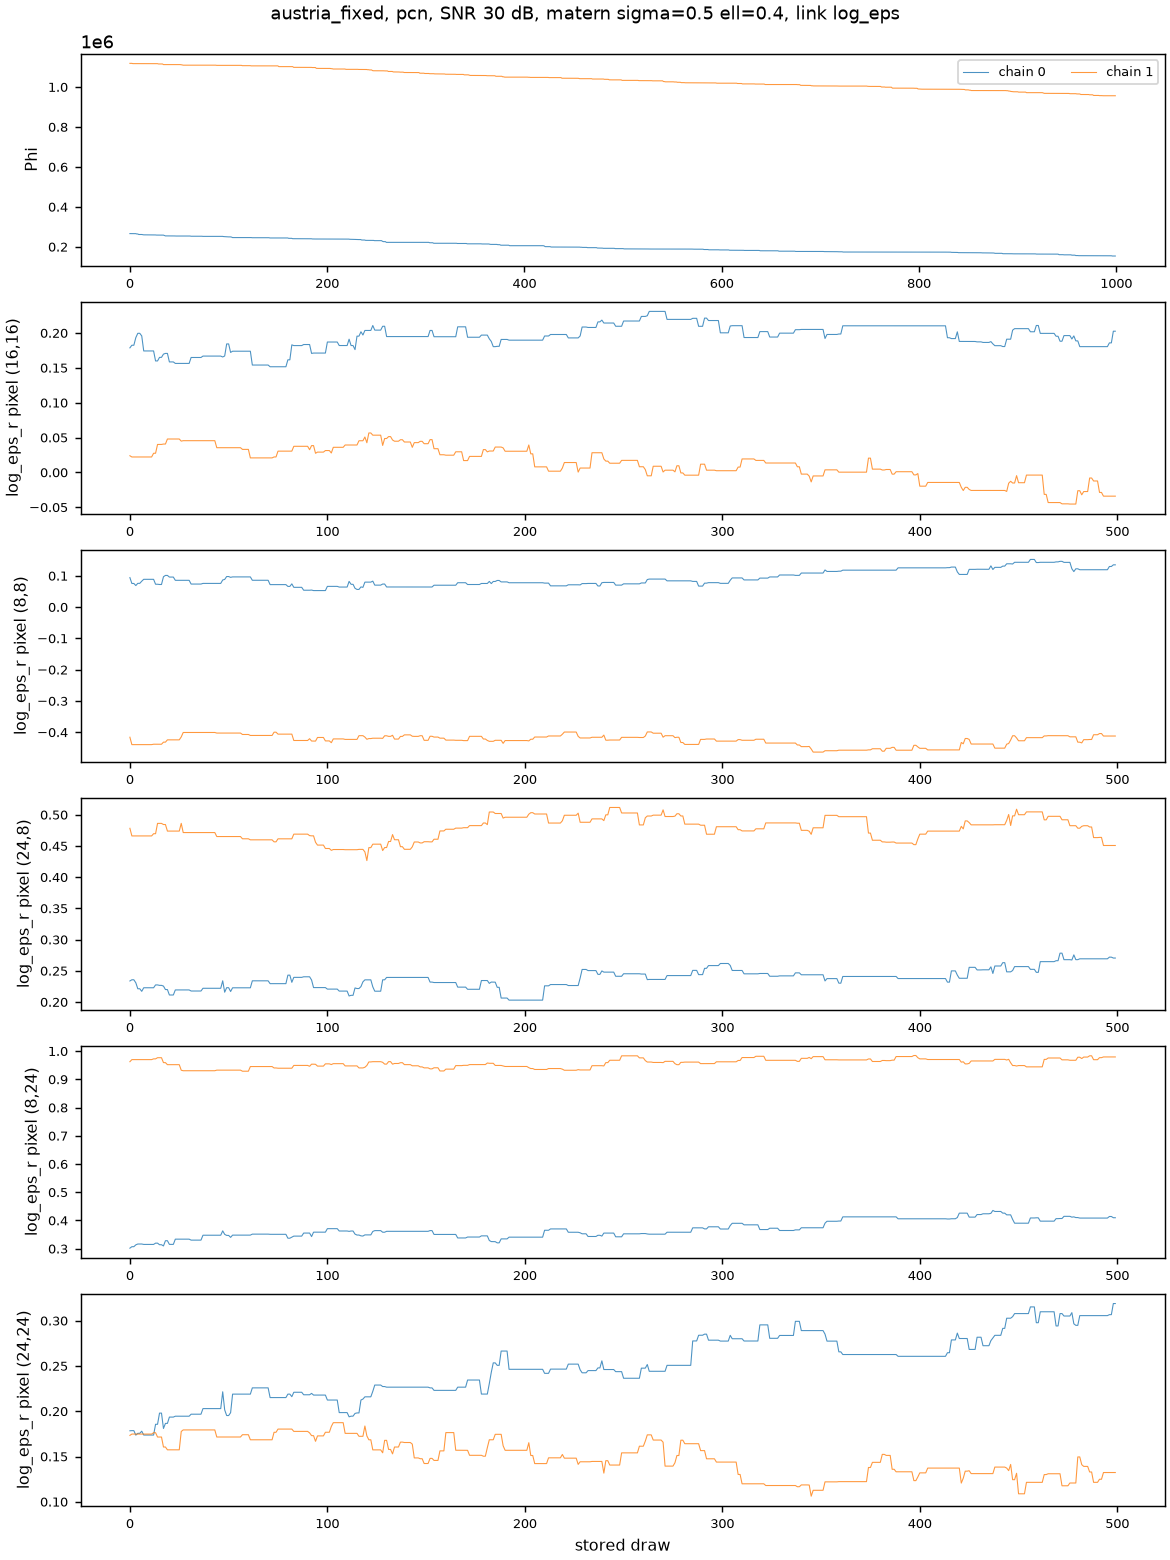 austria_fixed, pcn, SNR 30 dB, matern sigma=0.5 ell=0.4, link log_eps
1e6
chain 0
chain 1
Phi
1.0
0.8
0.6
0.4
0.2
0 200 400 600 800 1000
log_eps_r pixel (16,16)
0.20
0.15
0.10
0.05
0.00
−0.05
0 100 200 300 400 500
log_eps_r pixel (8,8)
0.1
0.0
−0.1
−0.2
−0.3
−0.4
0 100 200 300 400 500
log_eps_r pixel (24,8)
0.50
0.45
0.40
0.35
0.30
0.25
0.20
0 100 200 300 400 500
log_eps_r pixel (8,24)
1.0
0.9
0.8
0.7
0.6
0.5
0.4
0.3
0 100 200 300 400 500
log_eps_r pixel (24,24)
0.30
0.25
0.20
0.15
0.10
0 100 200 300 400 500
stored draw